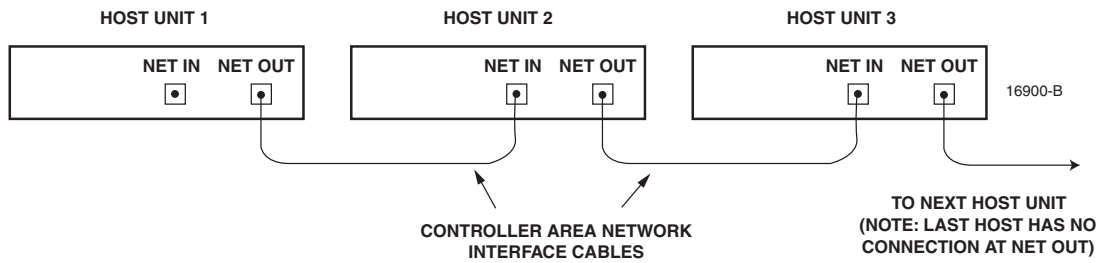 HOST UNIT 1
HOST UNIT 2
HOST UNIT 3
NET IN NET OUT
NET IN NET OUT
NET IN NET OUT
16900-B
CONTROLLER AREA NETWORK
INTERFACE CABLES
TO NEXT HOST UNIT
(NOTE: LAST HOST HAS NO
CONNECTION AT NET OUT)